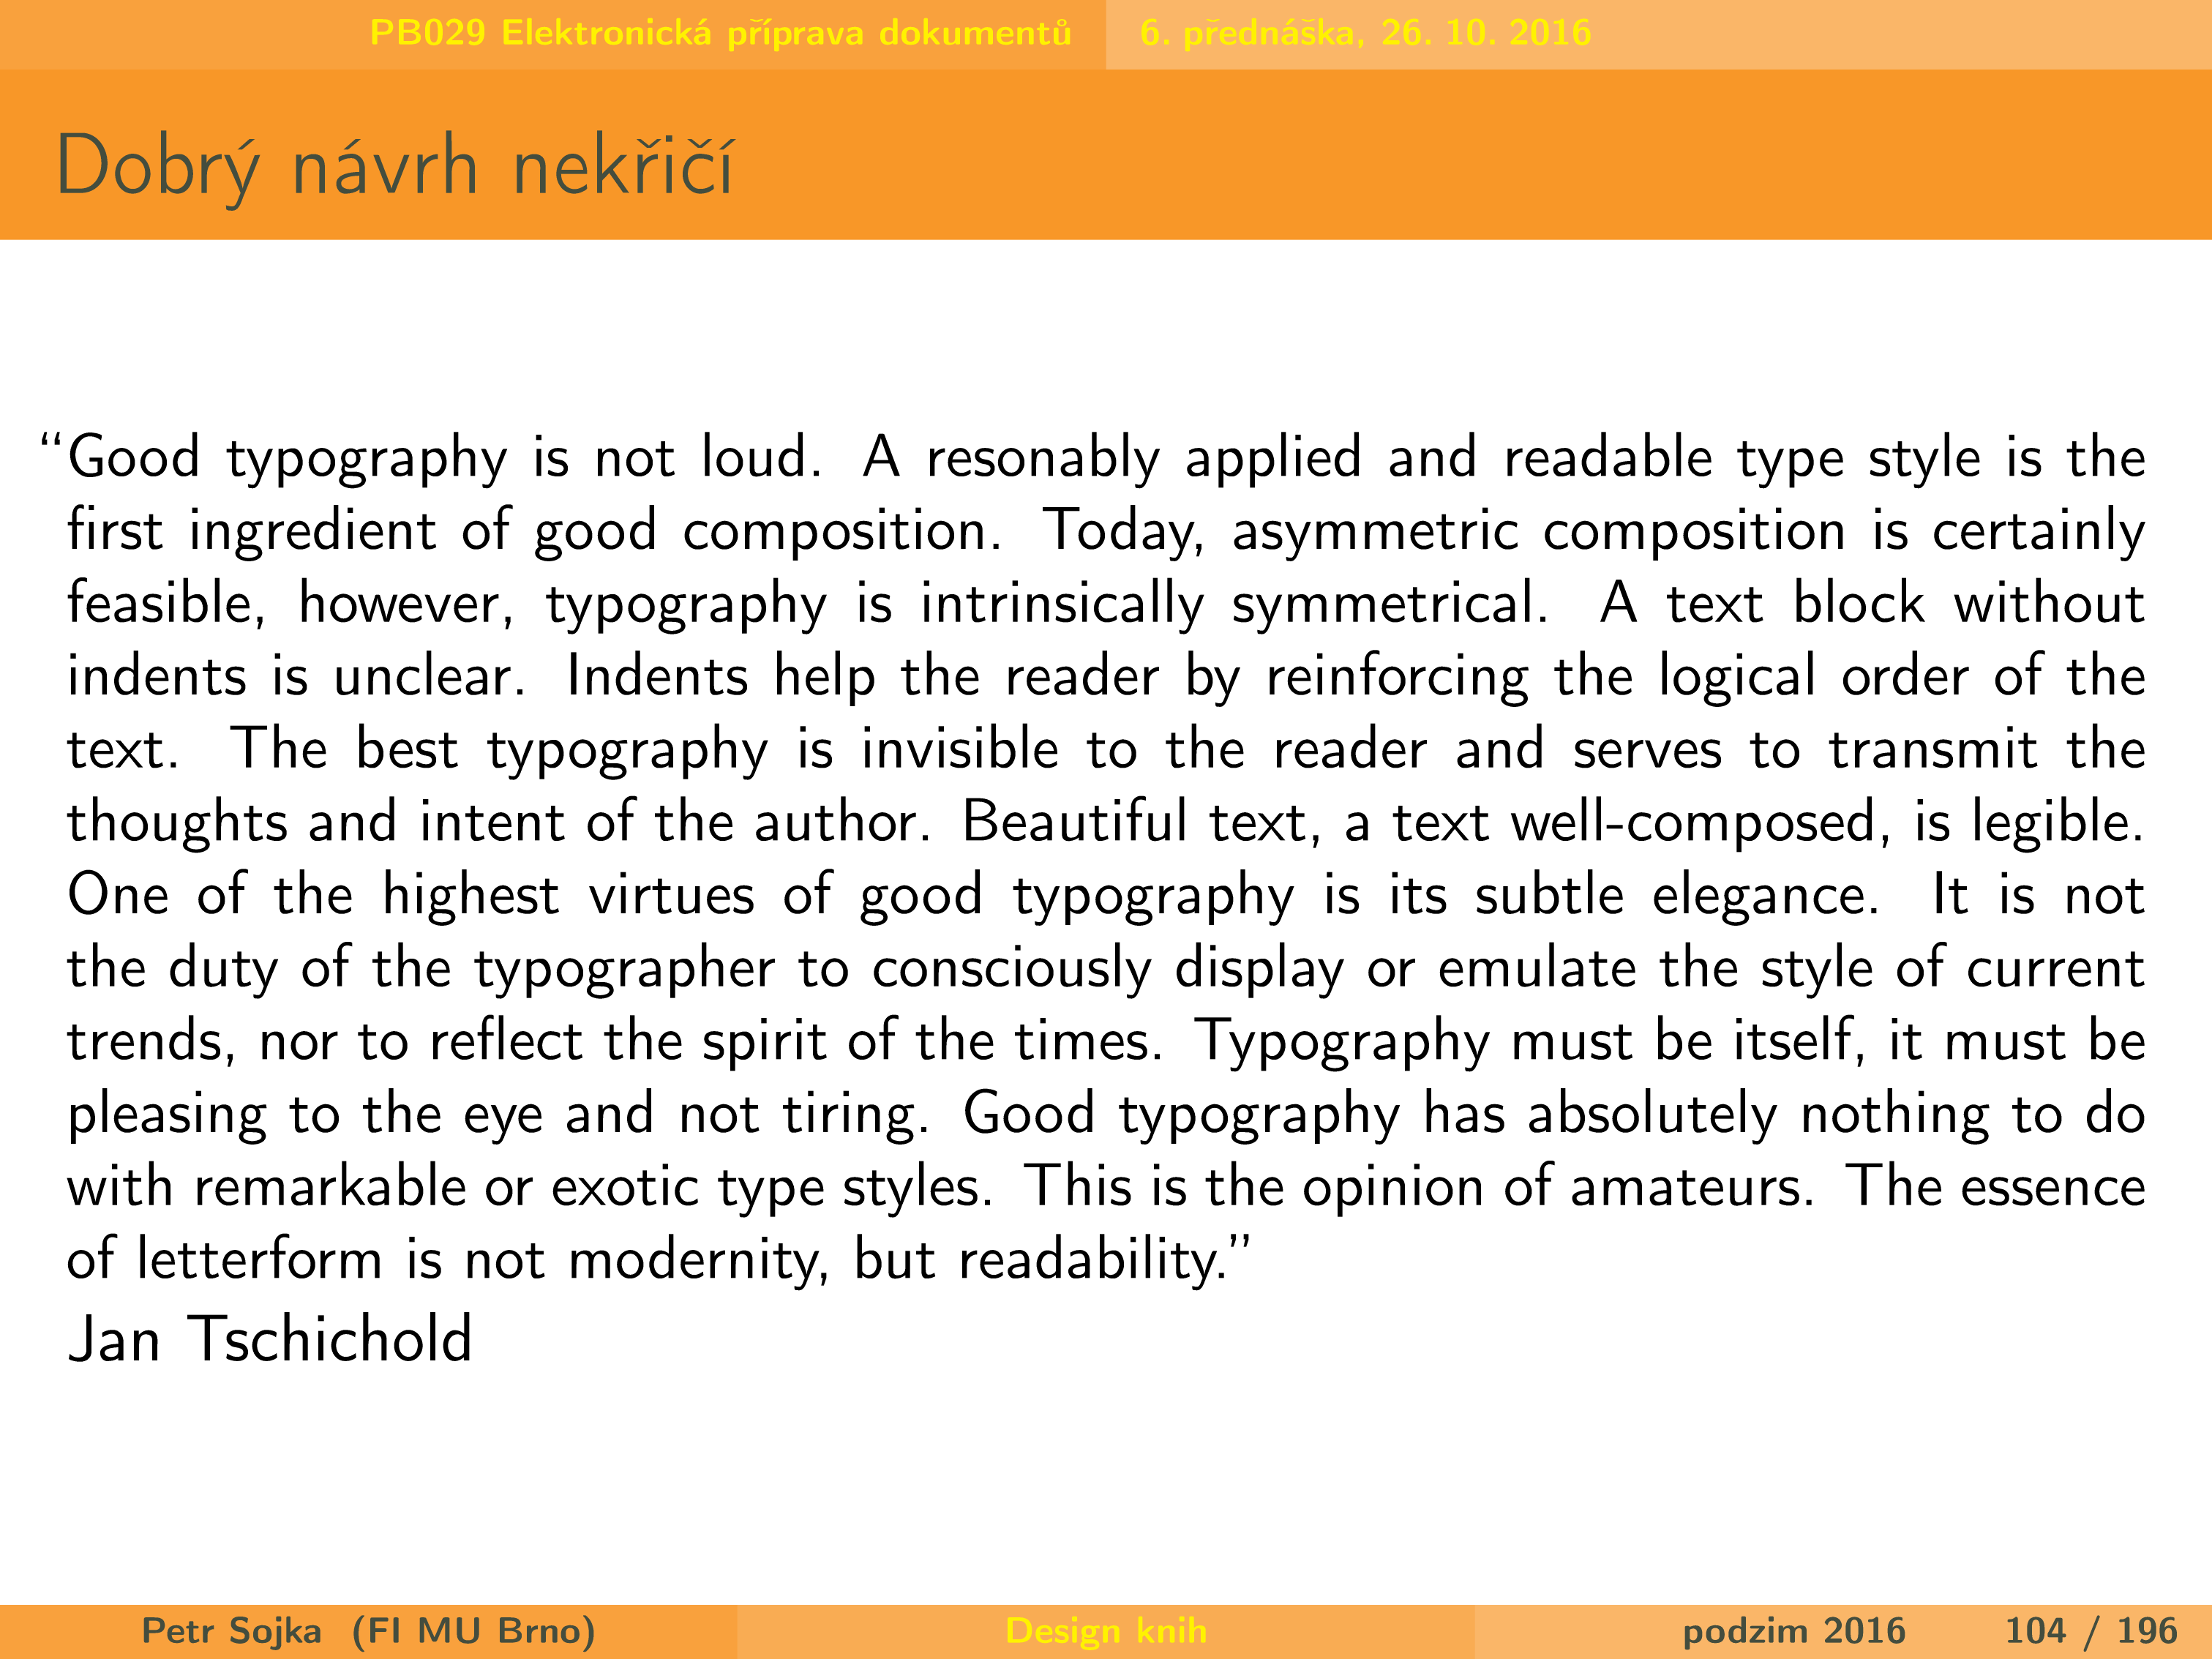 PB029 Elektronická příprava dokumentů 6. přednáška, 26. 10. 2016
Dobrý návrh nekřičí
“Good typography is not loud. A resonably applied and readable type style is the
first ingredient of good composition. Today, asymmetric composition is certainly
feasible, however, typography is intrinsically symmetrical. A text block without
indents is unclear. Indents help the reader by reinforcing the logical order of the
text. The best typography is invisible to the reader and serves to transmit the
thoughts and intent of the author. Beautiful text, a text well-composed, is legible.
One of the highest virtues of good typography is its subtle elegance. It is not
the duty of the typographer to consciously display or emulate the style of current
trends, nor to reflect the spirit of the times. Typography must be itself, it must be
pleasing to the eye and not tiring. Good typography has absolutely nothing to do
with remarkable or exotic type styles. This is the opinion of amateurs. The essence
of letterform is not modernity, but readability.”
Jan Tschichold
Petr Sojka (FI MU Brno) Design knih podzim 2016 104 / 196